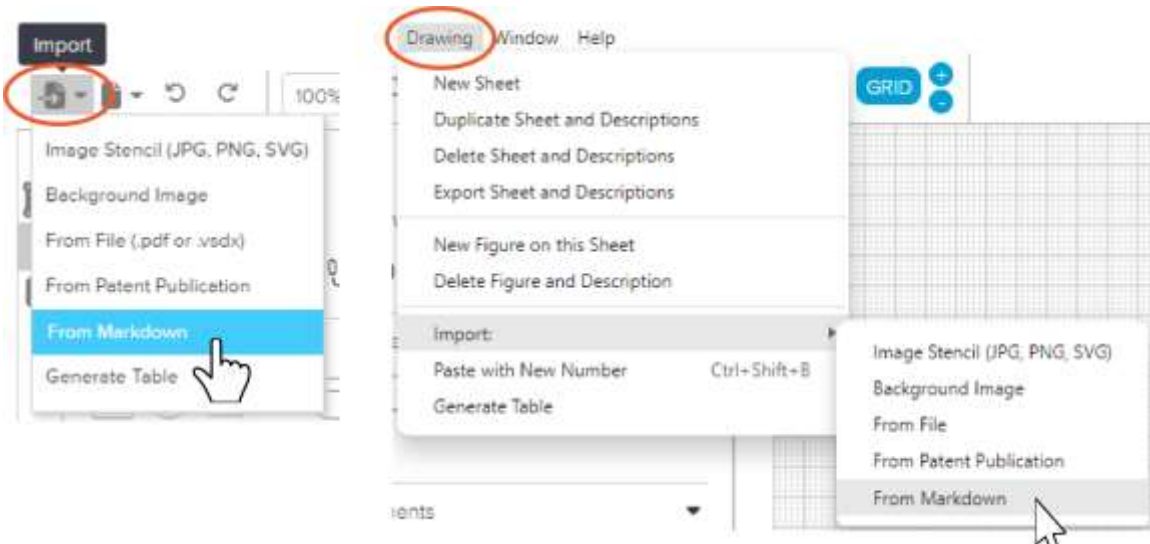 Import
100%
Image Stencil (JPG, PNG, SVG)
Background Image
From File (.pdf or .vsdx)
From Patent Publication
From Markdown
Generate Table
Drawing Window Help
New Sheet
Duplicate Sheet and Descriptions
Delete Sheet and Descriptions
Export Sheet and Descriptions
New Figure on this Sheet
Delete Figure and Description
Import:
Paste with New Number Ctrl+Shift+B
Generate Table
GRID
+
-
Image Stencil (JPG, PNG, SVG)
Background Image
From File
From Patent Publication
From Markdown